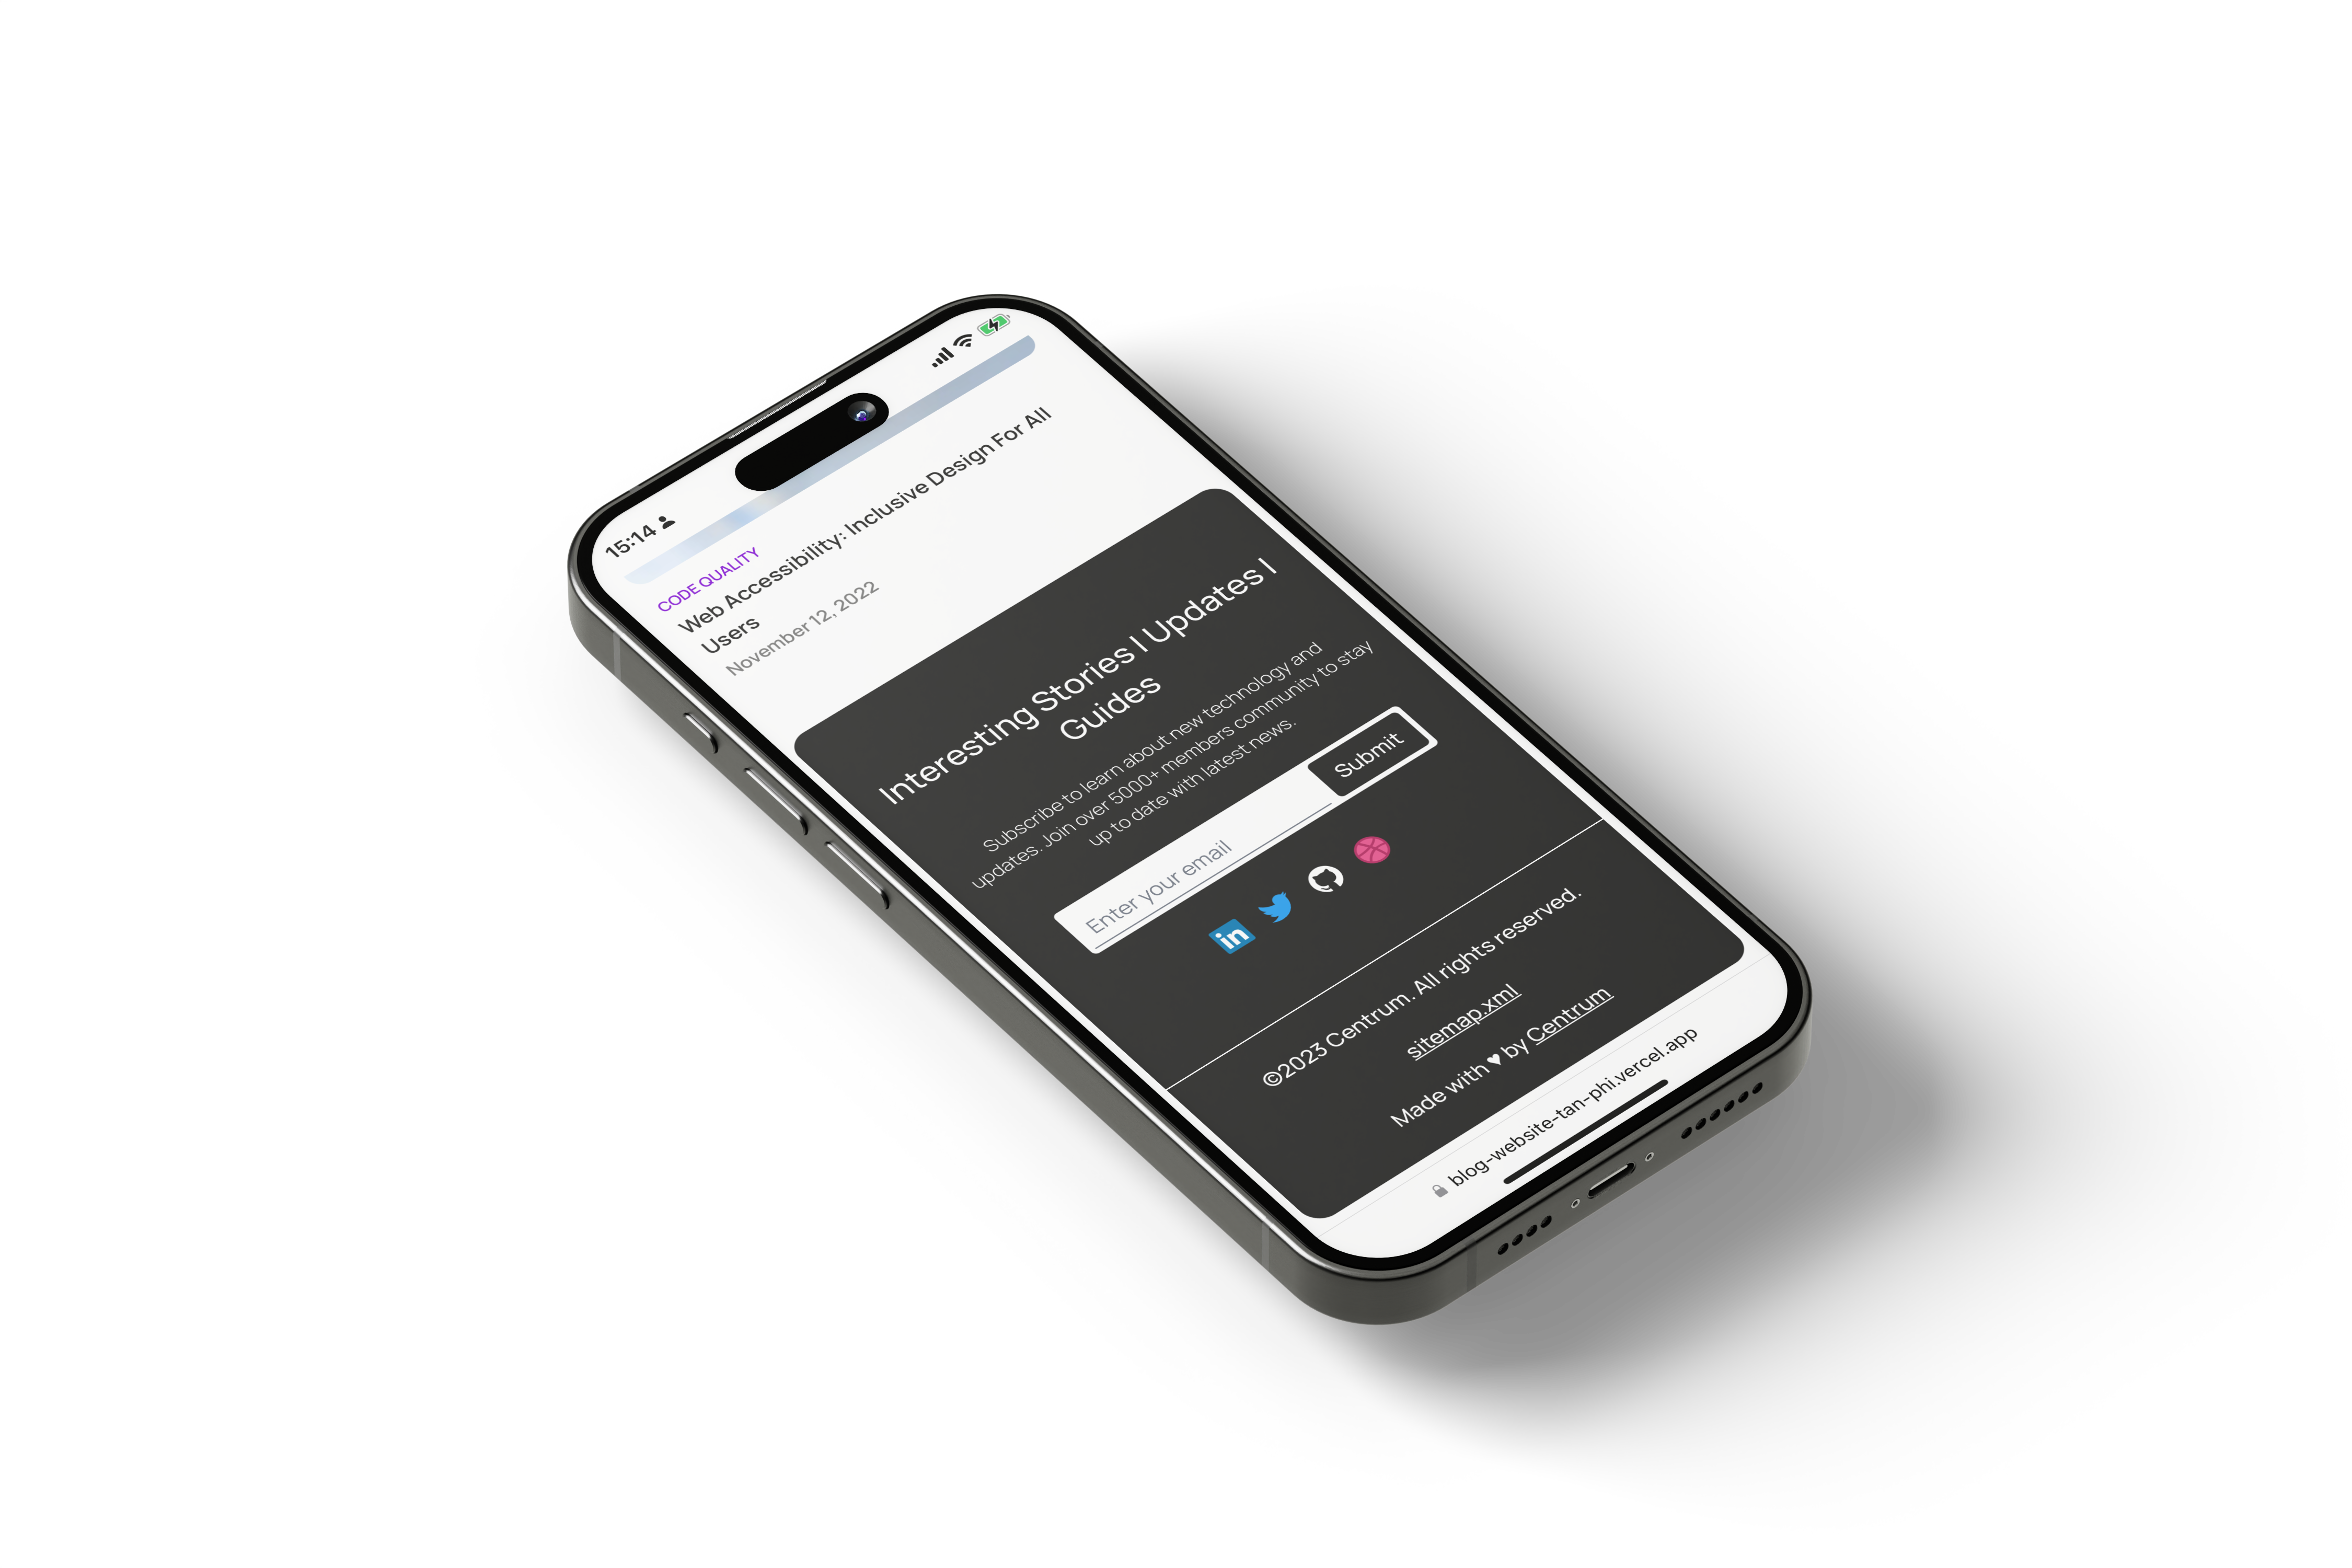 15:14
CODE QUALITY
Web Accessibility: Inclusive Design For All
Users
November 12, 2022
Interesting Stories | Updates |
Guides
Subscribe to learn about new technology and
updates. Join over 5000+ members community to stay
up to date with latest news.
Enter your email
Submit
in
©2023 Centrum. All rights reserved.
sitemap.xml
Made with ♥ by Centrum
blog-website-tan-phi.vercel.app